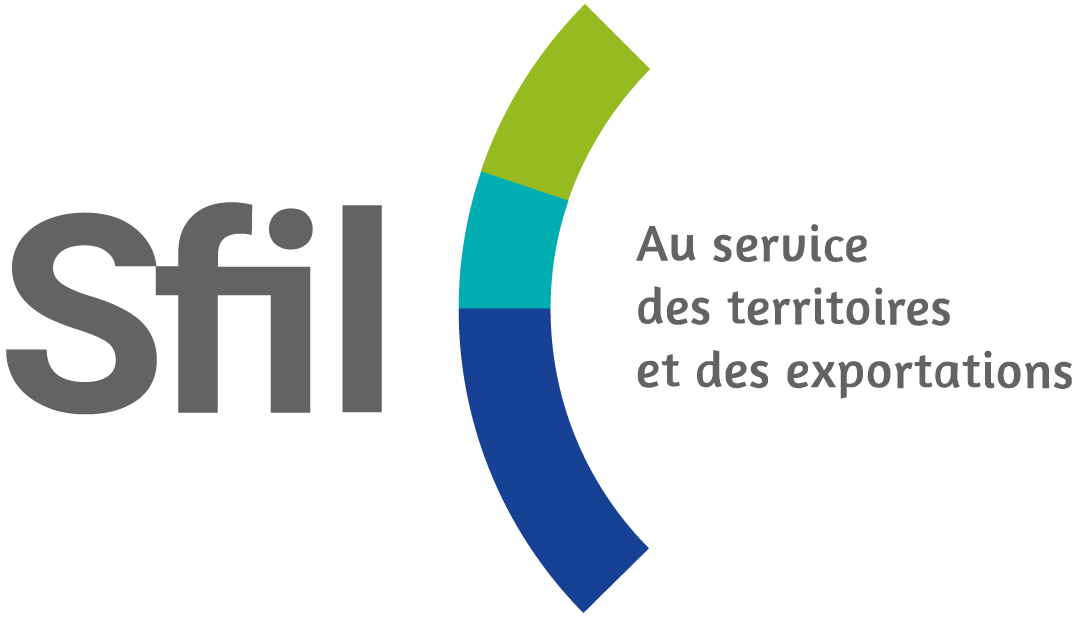 Sfil
Au service
des territoires
et des exportations